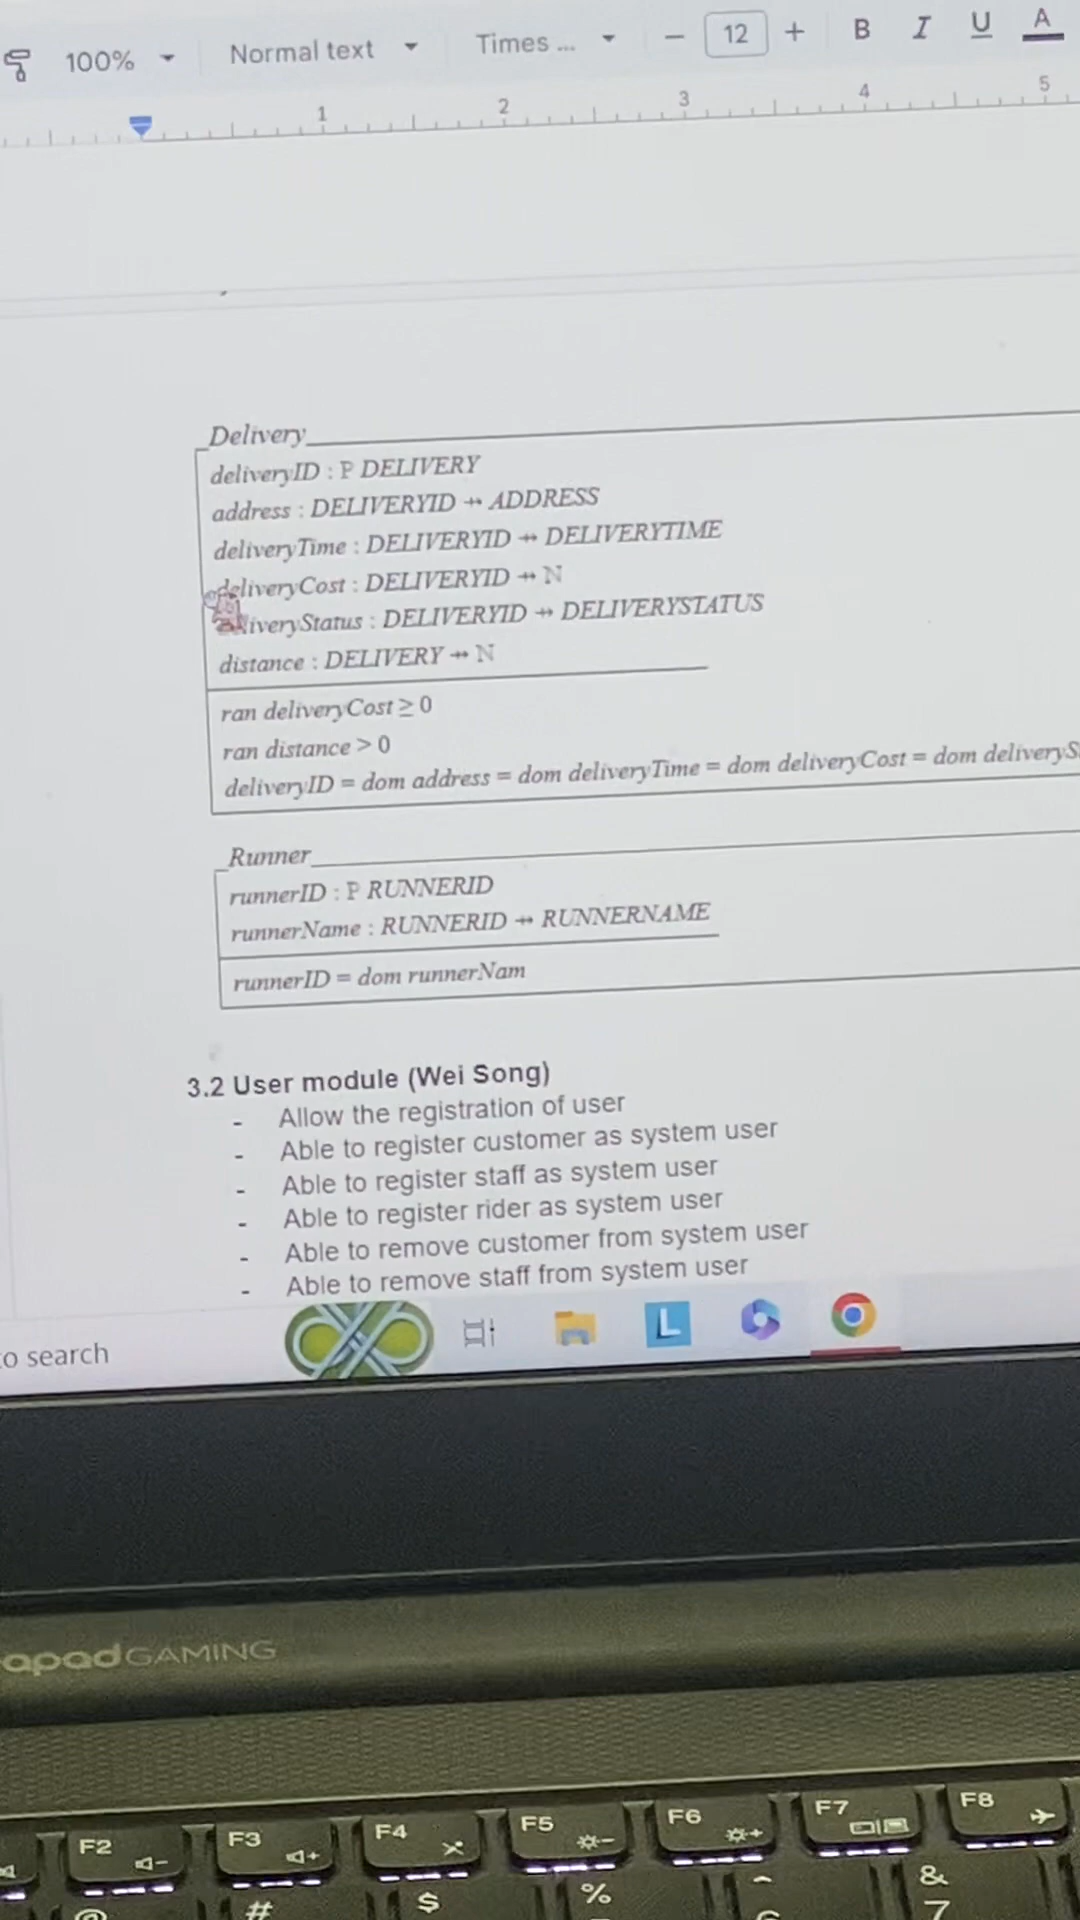 100% Normal text Times ... − 12 + B I U A
1 2 3 4 5
Delivery
deliveryID : ℙ DELIVERY
address : DELIVERYID ⇸ ADDRESS
deliveryTime : DELIVERYID ⇸ DELIVERYTIME
deliveryCost : DELIVERYID ⇸ ℕ
iveryStatus : DELIVERYID ⇸ DELIVERYSTATUS
distance : DELIVERY ⇸ ℕ
ran deliveryCost ≥ 0
ran distance > 0
deliveryID = dom address = dom deliveryTime = dom deliveryCost = dom deliveryS
Runner
runnerID : ℙ RUNNERID
runnerName : RUNNERID ⇸ RUNNERNAME
runnerID = dom runnerNam
3.2 User module (Wei Song)
- Allow the registration of user
- Able to register customer as system user
- Able to register staff as system user
- Able to register rider as system user
- Able to remove customer from system user
- Able to remove staff from system user
to search
L
apad GAMING
F2 F3 F4 F5 F6 F7 F8
@ # $ % ^ & 7